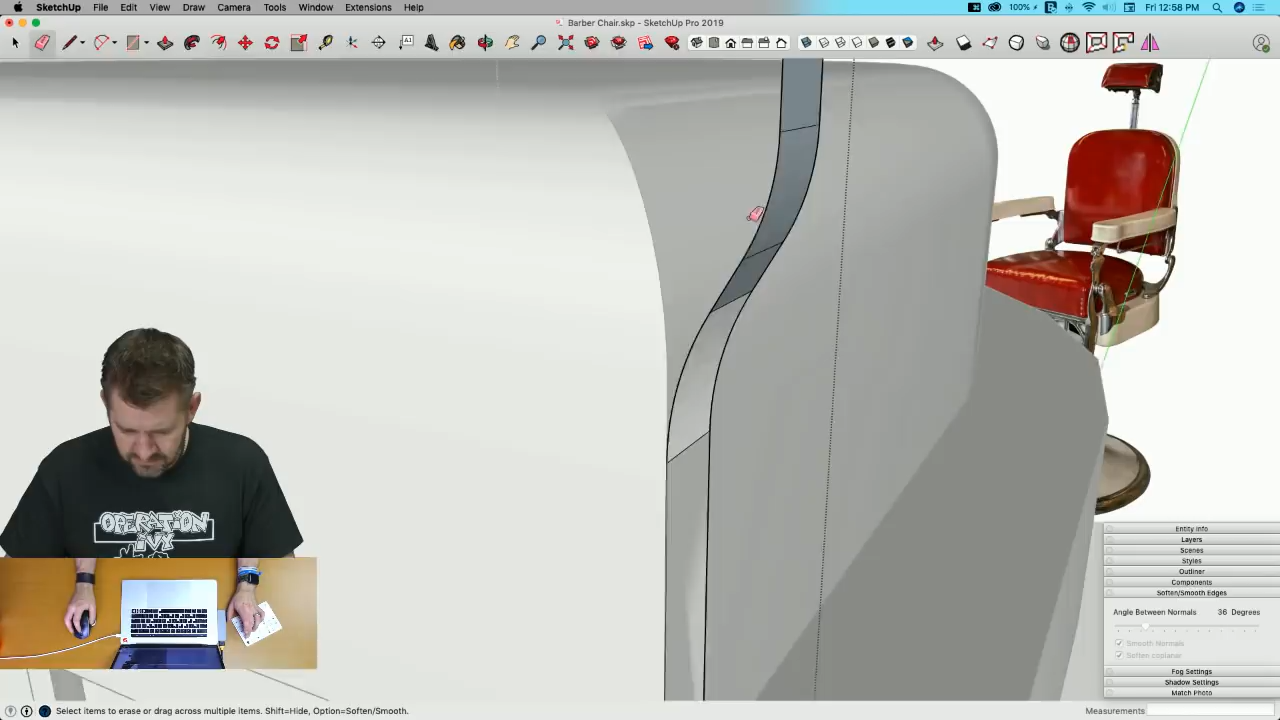 SketchUp File Edit View Draw Camera Tools Window Extensions Help
100% Fri 12:58 PM
Barber Chair.skp - SketchUp Pro 2019
OPERATION
IVY
Entity Info
Layers
Scenes
Styles
Outliner
Components
Soften/Smooth Edges
Angle Between Normals 36 Degrees
Smooth Normals
Soften coplanar
Fog Settings
Shadow Settings
Match Photo
Select items to erase or drag across multiple items. Shift=Hide, Option=Soften/Smooth.
Measurements